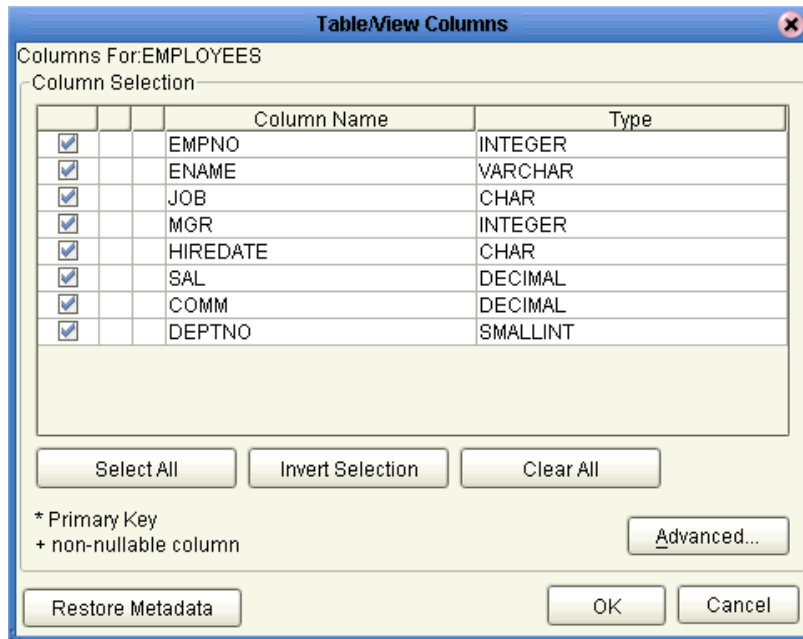 Table/View Columns
Columns For:EMPLOYEES
Column Selection
Column Name Type
EMPNO INTEGER
ENAME VARCHAR
JOB CHAR
MGR INTEGER
HIREDATE CHAR
SAL DECIMAL
COMM DECIMAL
DEPTNO SMALLINT
Select All Invert Selection Clear All
* Primary Key
+ non-nullable column
Advanced...
Restore Metadata OK Cancel